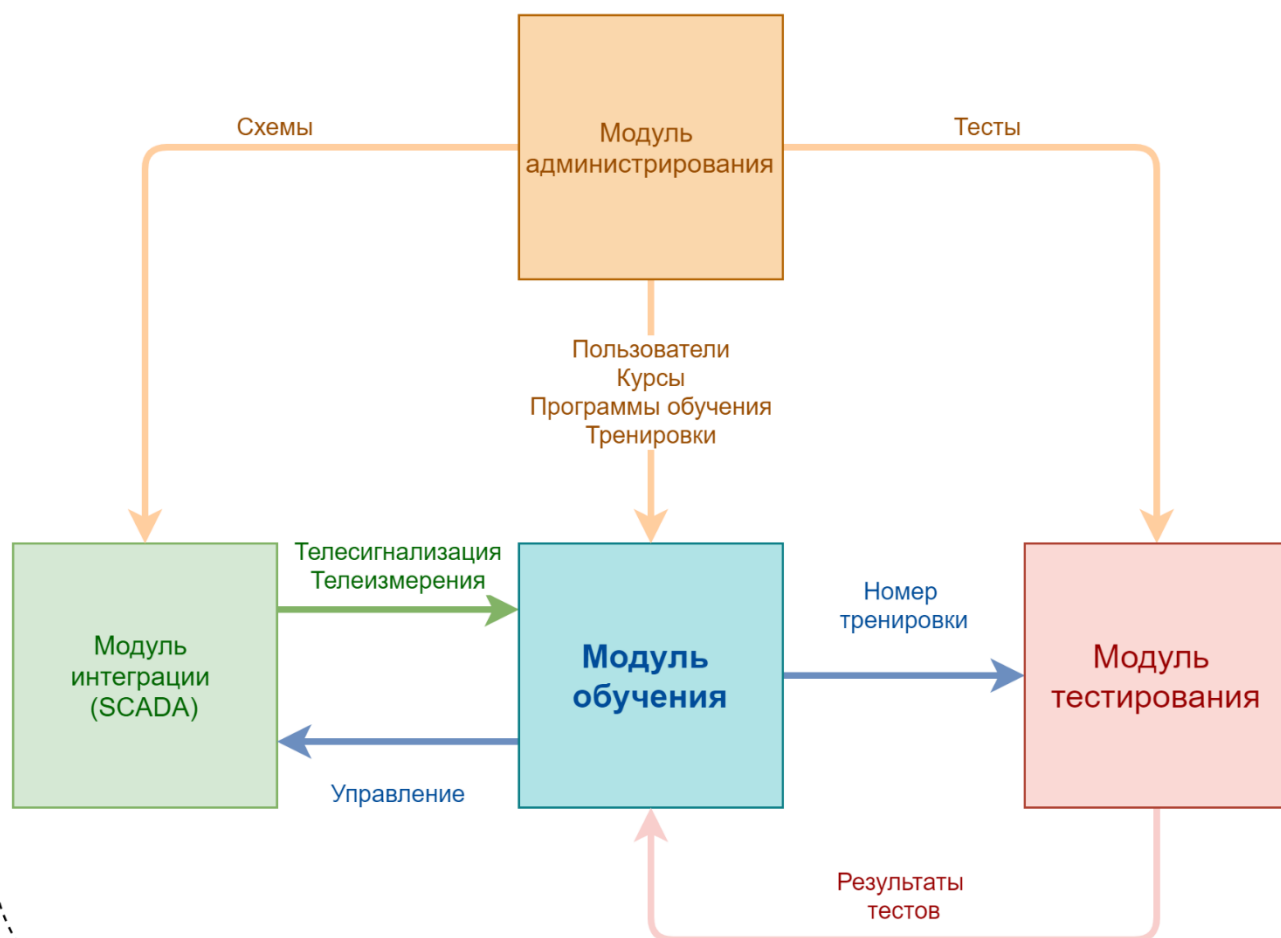 Схемы
Модуль
администрирования
Тесты
Пользователи
Курсы
Программы обучения
Тренировки
Телесигнализация
Телеизмерения
Номер
тренировки
Модуль
интеграции
(SCADA)
Модуль
обучения
Модуль
тестирования
Управление
Результаты
тестов